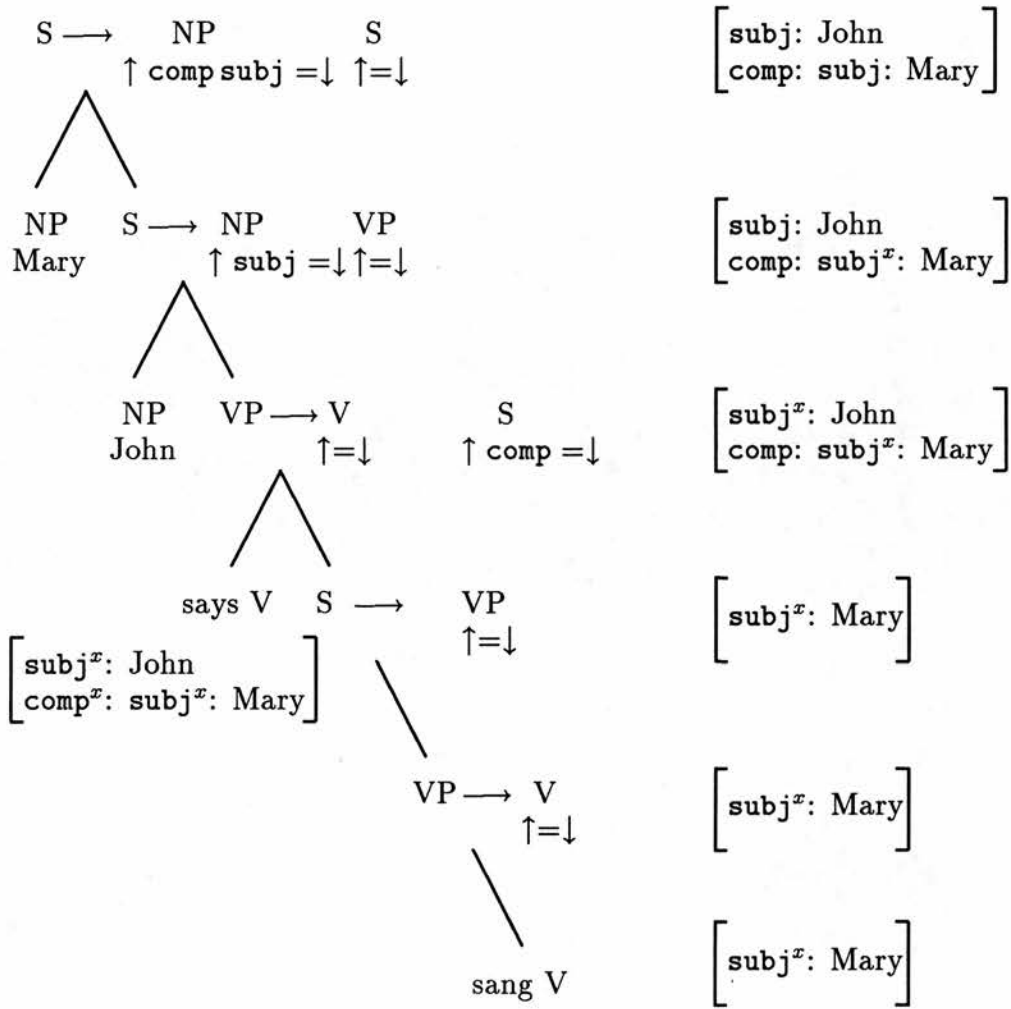 S ⟶ NP S [subj: John
↑ comp subj =↓ ↑=↓ comp: subj: Mary]
NP S ⟶ NP VP [subj: John
Mary ↑ subj =↓ ↑=↓ comp: subjˣ: Mary]
NP VP ⟶ V S [subjˣ: John
John ↑=↓ ↑ comp =↓ comp: subjˣ: Mary]
says V S ⟶ VP [subjˣ: Mary]
↑=↓
[subjˣ: John
compˣ: subjˣ: Mary]
VP ⟶ V [subjˣ: Mary]
↑=↓
sang V [subjˣ: Mary]